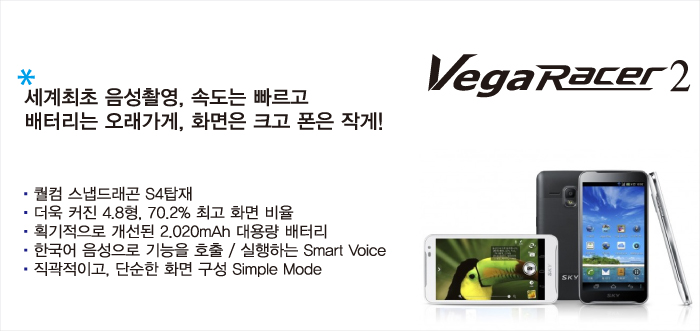 VegaRacer 2
*
세계최초 음성촬영, 속도는 빠르고
배터리는 오래가게, 화면은 크고 폰은 작게!
· 퀄컴 스냅드래곤 S4탑재
· 더욱 커진 4.8형, 70.2% 최고 화면 비율
· 획기적으로 개선된 2,020mAh 대용량 배터리
· 한국어 음성으로 기능을 호출 / 실행하는 Smart Voice
· 직관적이고, 단순한 화면 구성 Simple Mode
SKY
SKY